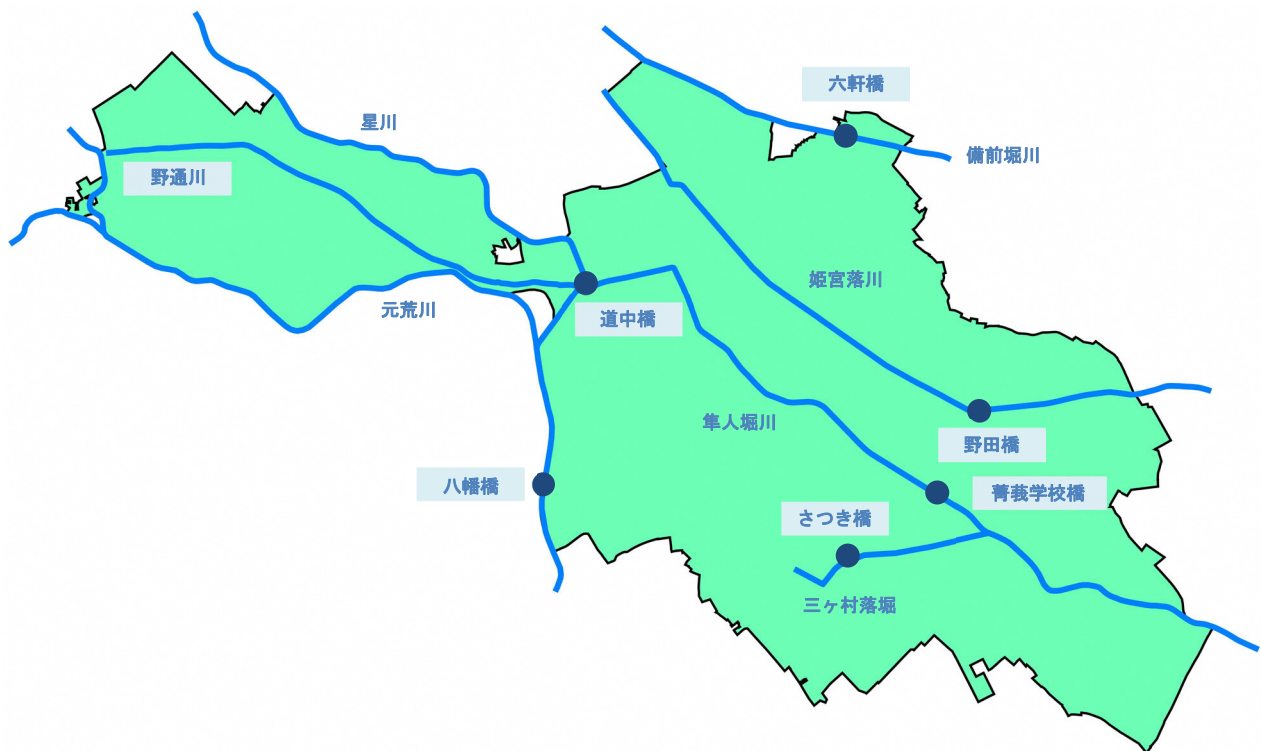 六軒橋
星川
備前堀川
野通川
姫宮落川
元荒川
道中橋
隼人堀川
野田橋
八幡橋
菁莪学校橋
さつき橋
三ヶ村落堀